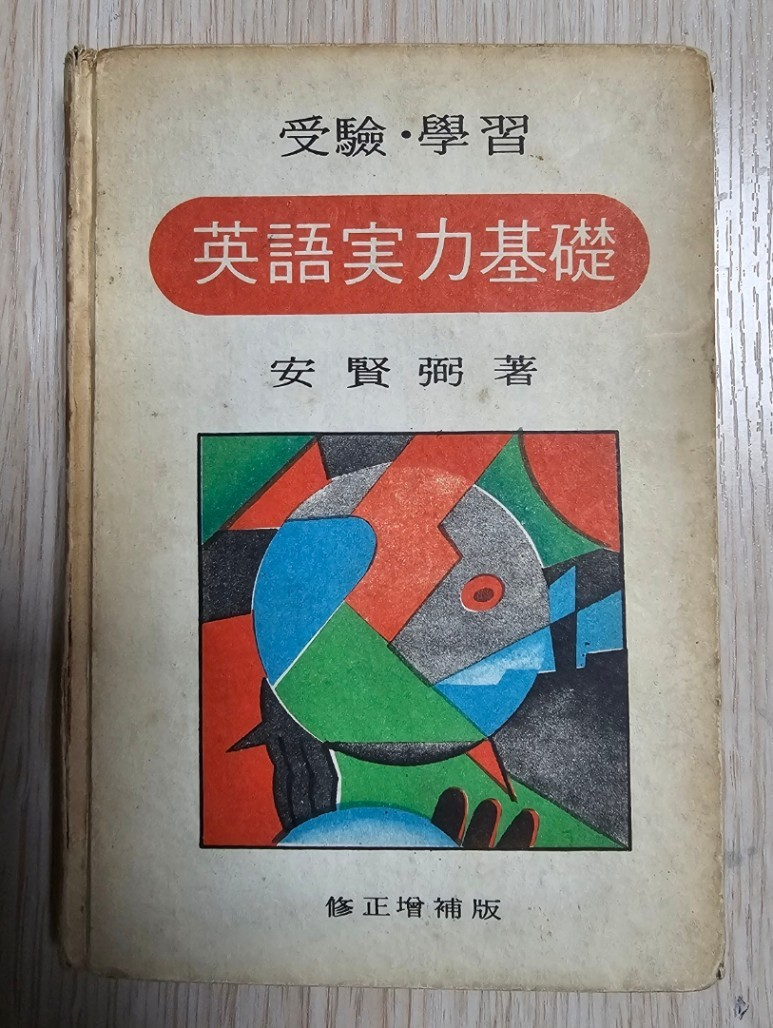 受驗·學習
英語実力基礎
安賢弼著
修正增補版